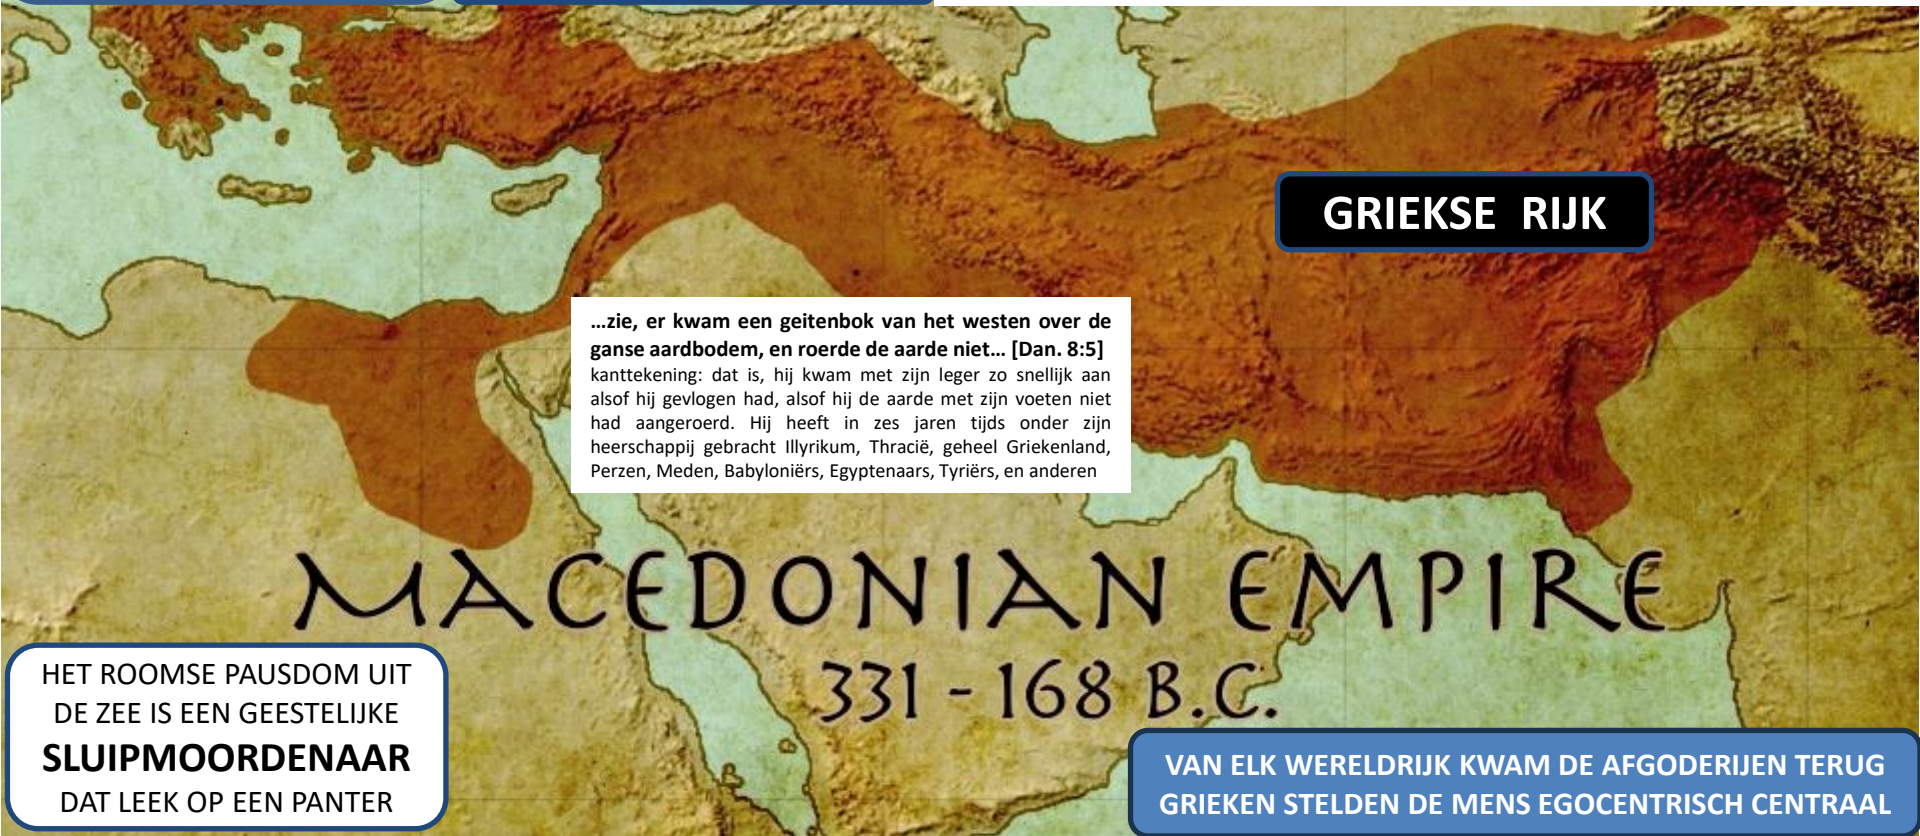 GRIEKSE RIJK
...zie, er kwam een geitenbok van het westen over de
ganse aardbodem, en roerde de aarde niet... [Dan. 8:5]
kanttekening: dat is, hij kwam met zijn leger zo snellijk aan
alsof hij gevlogen had, alsof hij de aarde met zijn voeten niet
had aangeroerd. Hij heeft in zes jaren tijds onder zijn
heerschappij gebracht Illyrikum, Thracië, geheel Griekenland,
Perzen, Meden, Babyloniërs, Egyptenaars, Tyriërs, en anderen
MACEDONIAN EMPIRE
331 - 168 B.C.
HET ROOMSE PAUSDOM UIT
DE ZEE IS EEN GEESTELIJKE
SLUIPMOORDENAAR
DAT LEEK OP EEN PANTER
VAN ELK WERELDRIJK KWAM DE AFGODERIJEN TERUG
GRIEKEN STELDEN DE MENS EGOCENTRISCH CENTRAAL